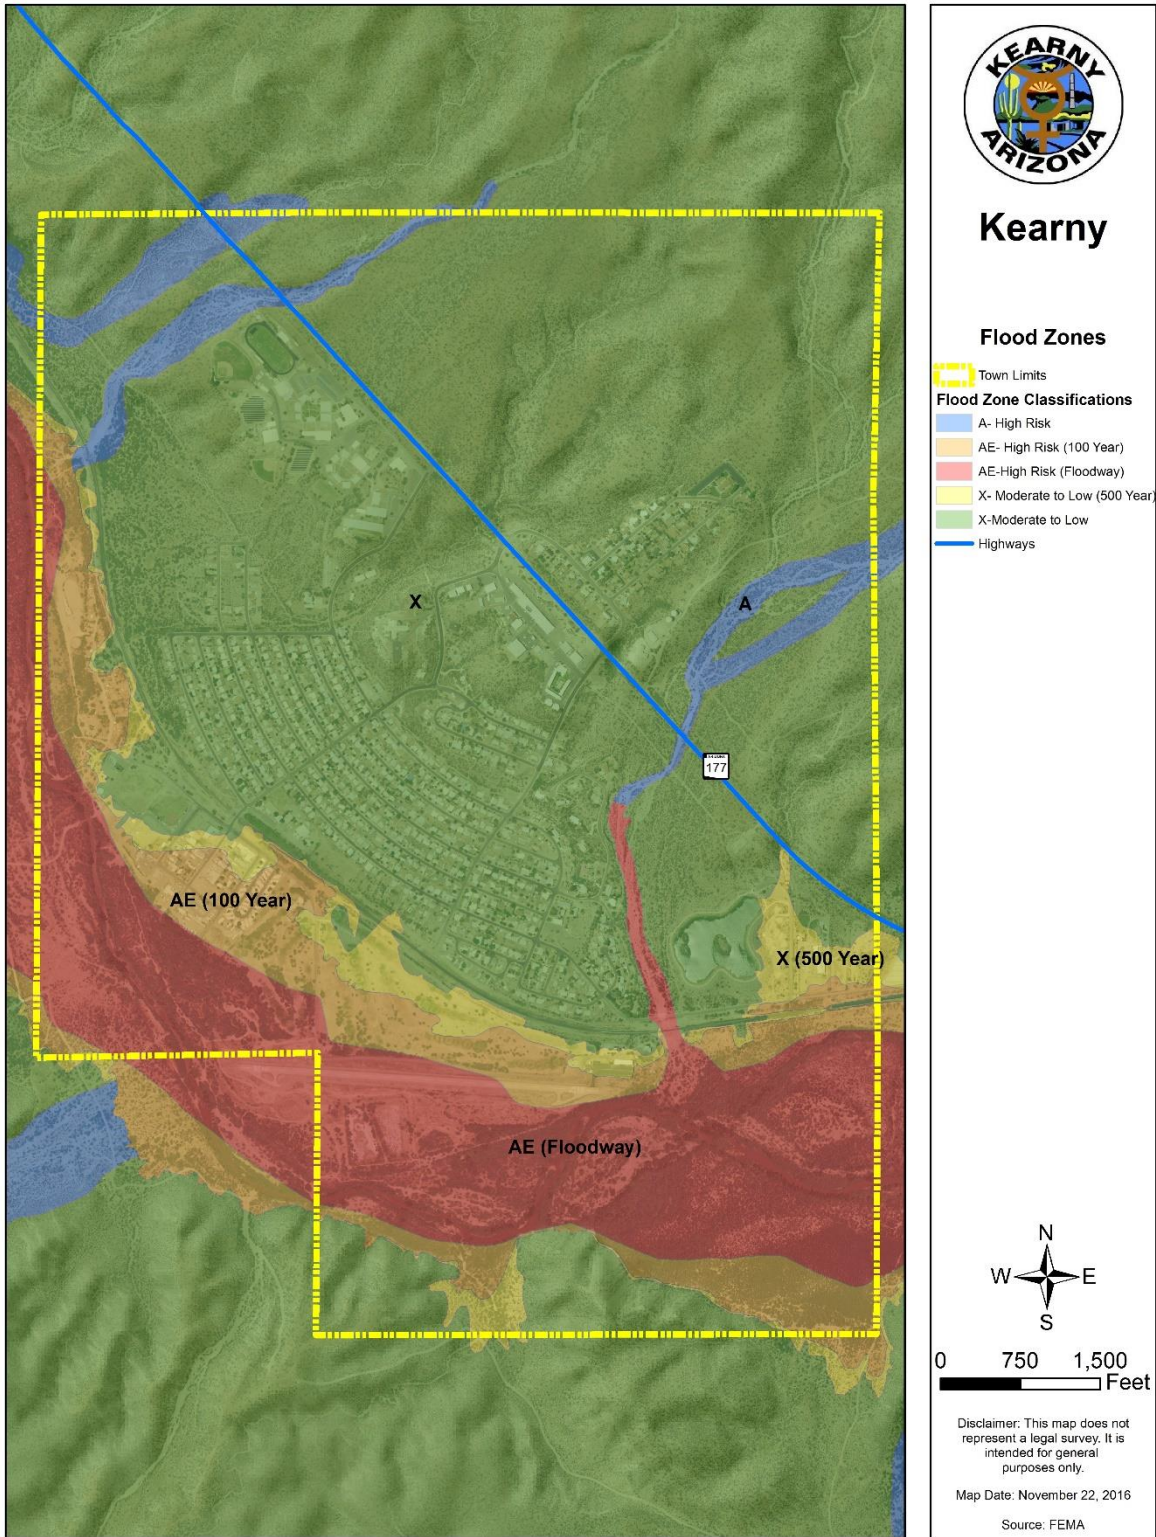 KEARNY
ARIZONA
Kearny
Flood Zones
Town Limits
Flood Zone Classifications
A- High Risk
AE- High Risk (100 Year)
AE-High Risk (Floodway)
X- Moderate to Low (500 Year)
X-Moderate to Low
Highways
X
A
177
AE (100 Year)
X (500 Year)
AE (Floodway)
N
W E
S
0 750 1,500
Feet
Disclaimer: This map does not
represent a legal survey. It is
intended for general
purposes only.
Map Date: November 22, 2016
Source: FEMA